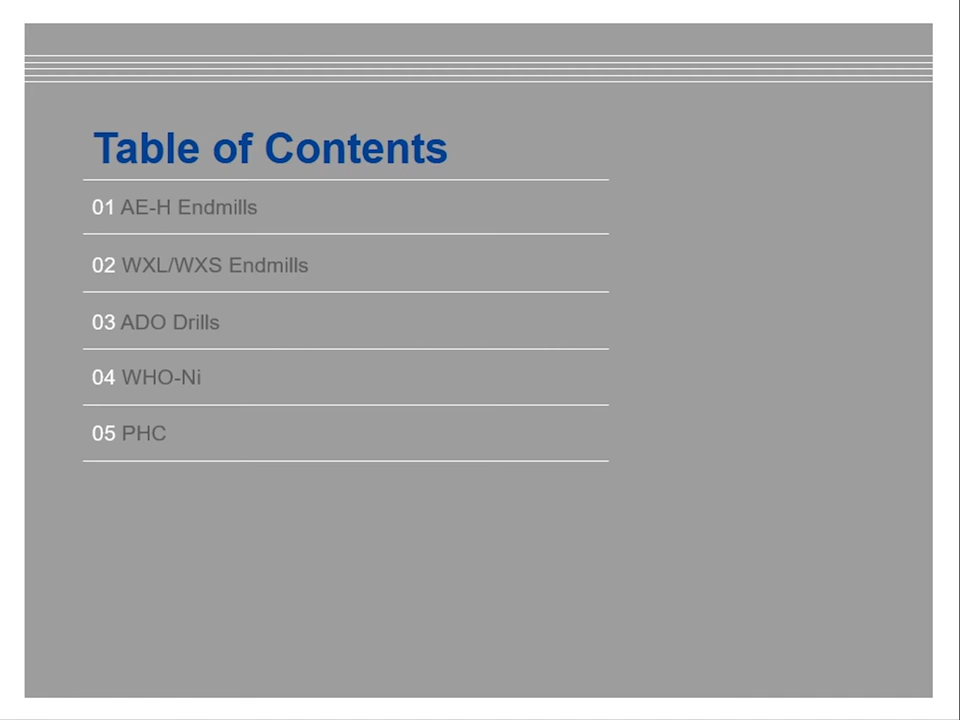 Table of Contents
01 AE-H Endmills
02 WXL/WXS Endmills
03 ADO Drills
04 WHO-Ni
05 PHC